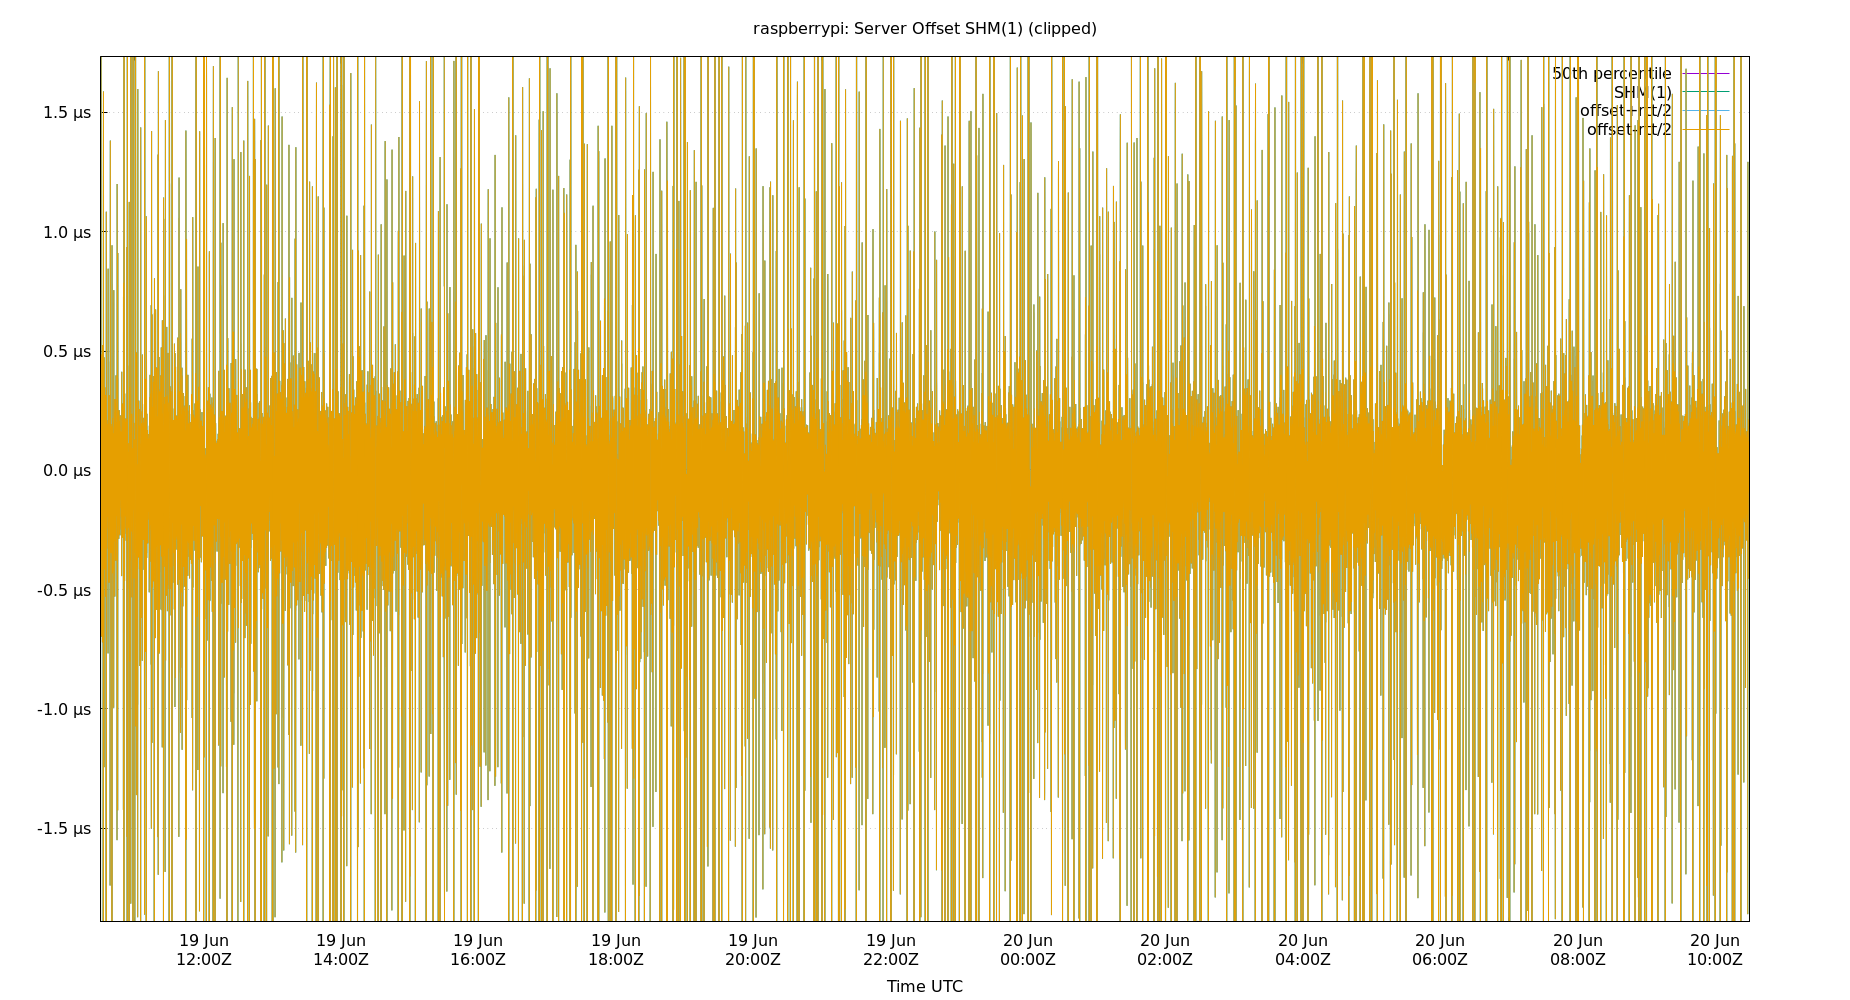 raspberrypi: Server Offset SHM(1) (clipped)
50th percentile
SHM(1)
offset+rtt/2
offset-rtt/2
1.5 µs
1.0 µs
0.5 µs
0.0 µs
-0.5 µs
-1.0 µs
-1.5 µs
19 Jun 19 Jun 19 Jun 19 Jun 19 Jun 19 Jun 20 Jun 20 Jun 20 Jun 20 Jun 20 Jun 20 Jun
12:00Z 14:00Z 16:00Z 18:00Z 20:00Z 22:00Z 00:00Z 02:00Z 04:00Z 06:00Z 08:00Z 10:00Z
Time UTC